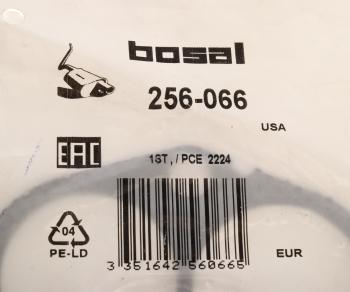 bosal
256-066
USA
EAC
1ST, / PCE 2224
04
PE-LD
EUR
3 351642 560665